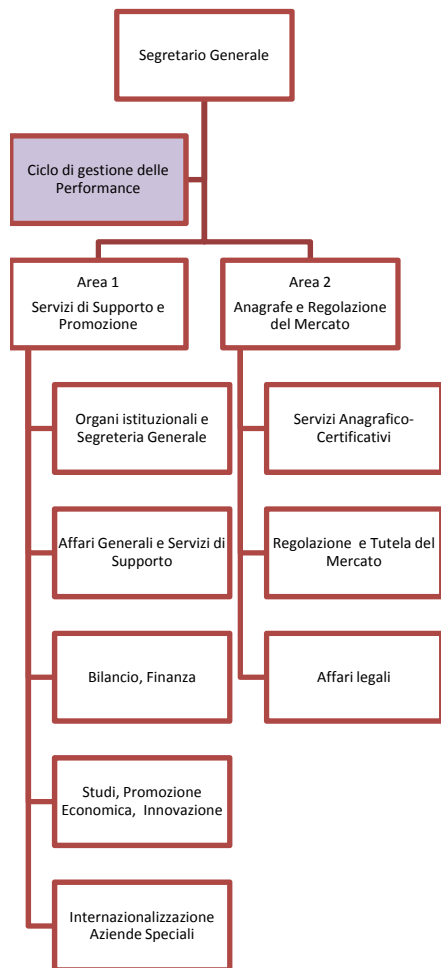 Segretario Generale
Ciclo di gestione delle
Performance
Area 1
Servizi di Supporto e
Promozione
Area 2
Anagrafe e Regolazione
del Mercato
Organi istituzionali e
Segreteria Generale
Affari Generali e Servizi di
Supporto
Bilancio, Finanza
Studi, Promozione
Economica, Innovazione
Internazionalizzazione
Aziende Speciali
Servizi Anagrafico-
Certificativi
Regolazione e Tutela del
Mercato
Affari legali